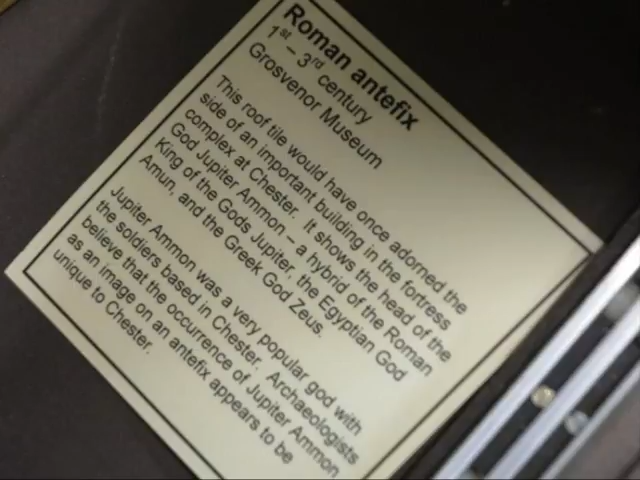 Roman antefix
1st – 3rd century
Grosvenor Museum
This roof tile would have once adorned the
side of an important building in the fortress
complex at Chester. It shows the head of the
God Jupiter Ammon – a hybrid of the Roman
King of the Gods Jupiter, the Egyptian God
Amun, and the Greek God Zeus.
Jupiter Ammon was a very popular god with
the soldiers based in Chester. Archaeologists
believe that the occurrence of Jupiter Ammon
as an image on an antefix appears to be
unique to Chester.